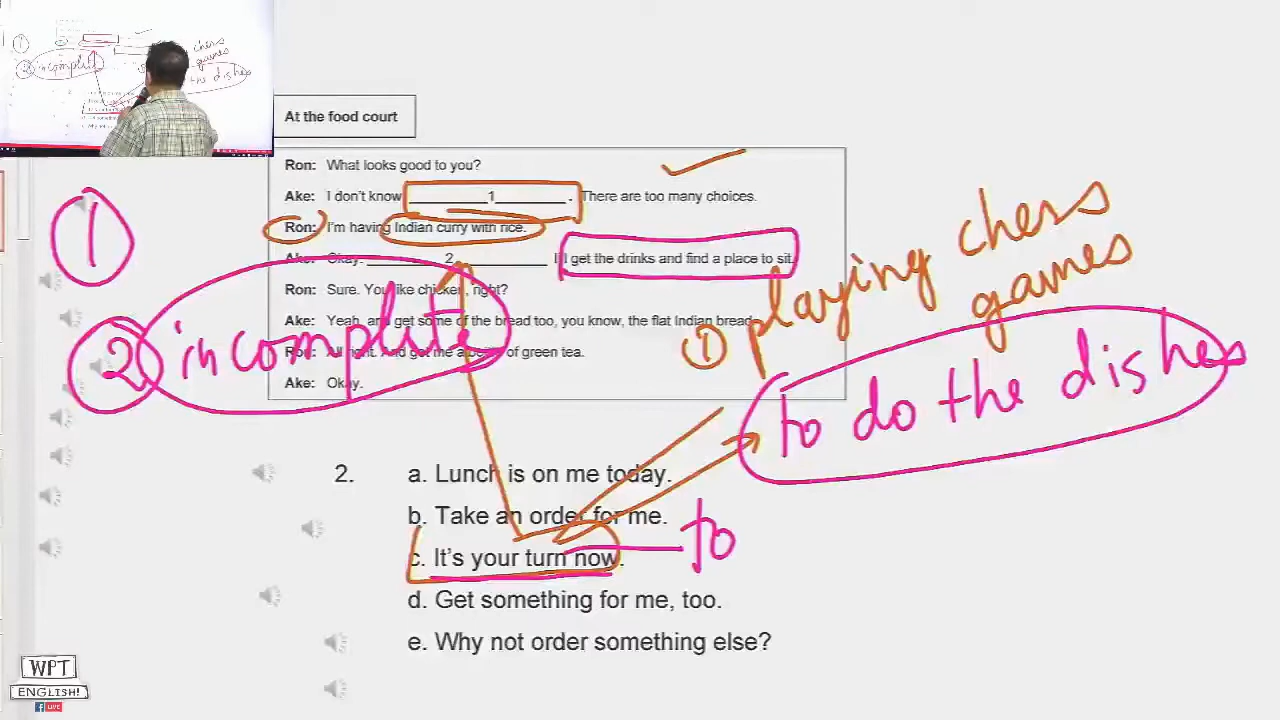 At the food court
Ron: What looks good to you?
Ake: I don't know ________1________. There are too many choices.
Ron: I'm having Indian curry with rice.
Ake: Okay. ________2________ I'll get the drinks and find a place to sit.
Ron: Sure. You like chicken, right?
Ake: Yeah, and get some of the bread too, you know, the flat Indian bread.
Ron: All right. And get me a bottle of green tea.
Ake: Okay.
1
2 incomplete
1 playing chess
games
to do the dishes
2. a. Lunch is on me today.
b. Take an order for me.
c. It's your turn now. to
d. Get something for me, too.
e. Why not order something else?
WPT
ENGLISH!
LIVE